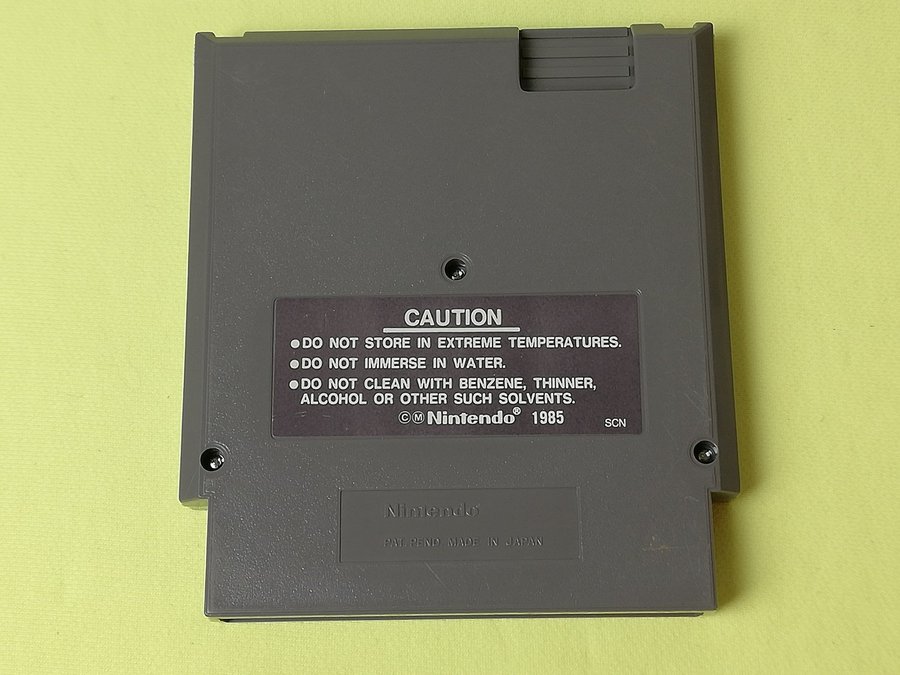 CAUTION
●DO NOT STORE IN EXTREME TEMPERATURES.
●DO NOT IMMERSE IN WATER.
●DO NOT CLEAN WITH BENZENE, THINNER,
ALCOHOL OR OTHER SUCH SOLVENTS.
©Ⓜ Nintendo® 1985
SCN
Nintendo
PAT. PEND MADE IN JAPAN